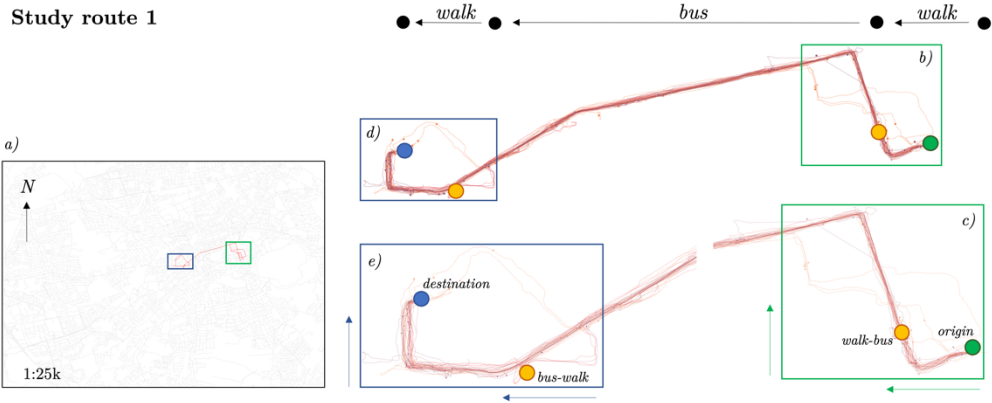 Study route 1
walk
bus
walk
b)
d)
a)
N
c)
e)
destination
origin
walk-bus
bus-walk
1:25k